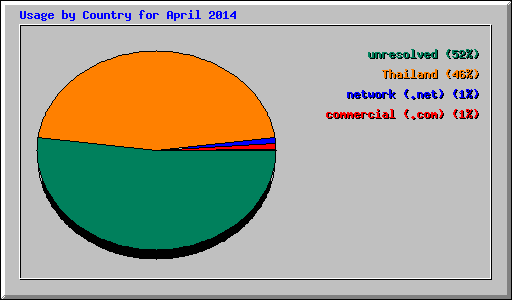 Usage by Country for April 2014
unresolved (52%)
Thailand (46%)
network (.net) (1%)
commercial (.com) (1%)